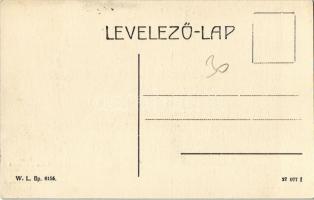 LEVELEZŐ-LAP
30
W. L. Bp. 6156.
27 077 I